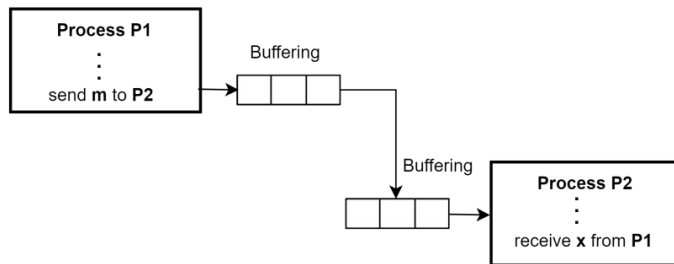 Process P1
send m to P2
Buffering
Buffering
Process P2
receive x from P1